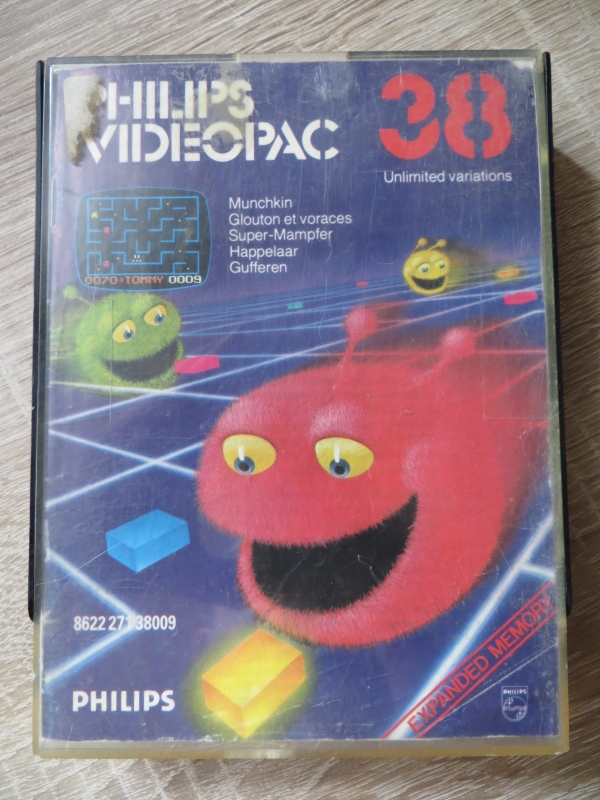 PHILIPS
VIDEOPAC
38
Unlimited variations
Munchkin
Glouton et voraces
Super-Mampfer
Happelaar
Gufferen
0070+TOMMY 0009
8622 271 38009
EXPANDED MEMORY
PHILIPS
PHILIPS